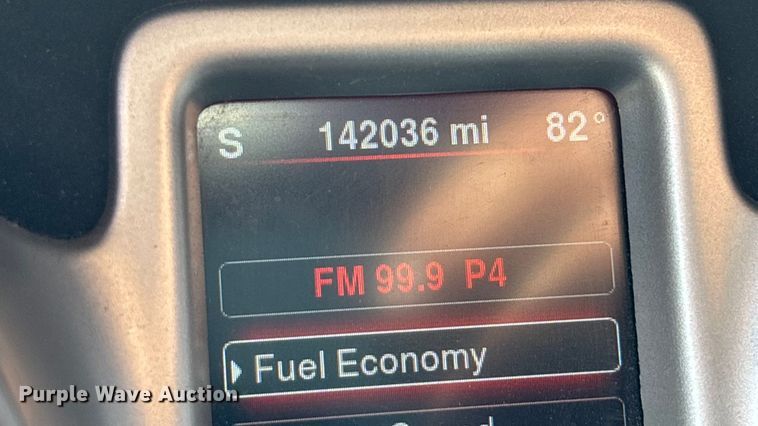 S 142036 mi 82°
FM 99.9 P4
Fuel Economy
Purple Wave Auction